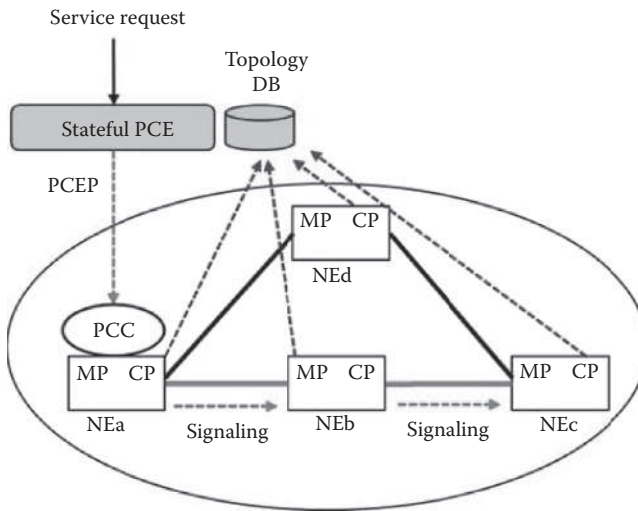 Service request
Topology
DB
Stateful PCE
PCEP
MP CP
NEd
PCC
MP CP
MP CP
MP CP
NEa
Signaling
NEb
Signaling
NEc